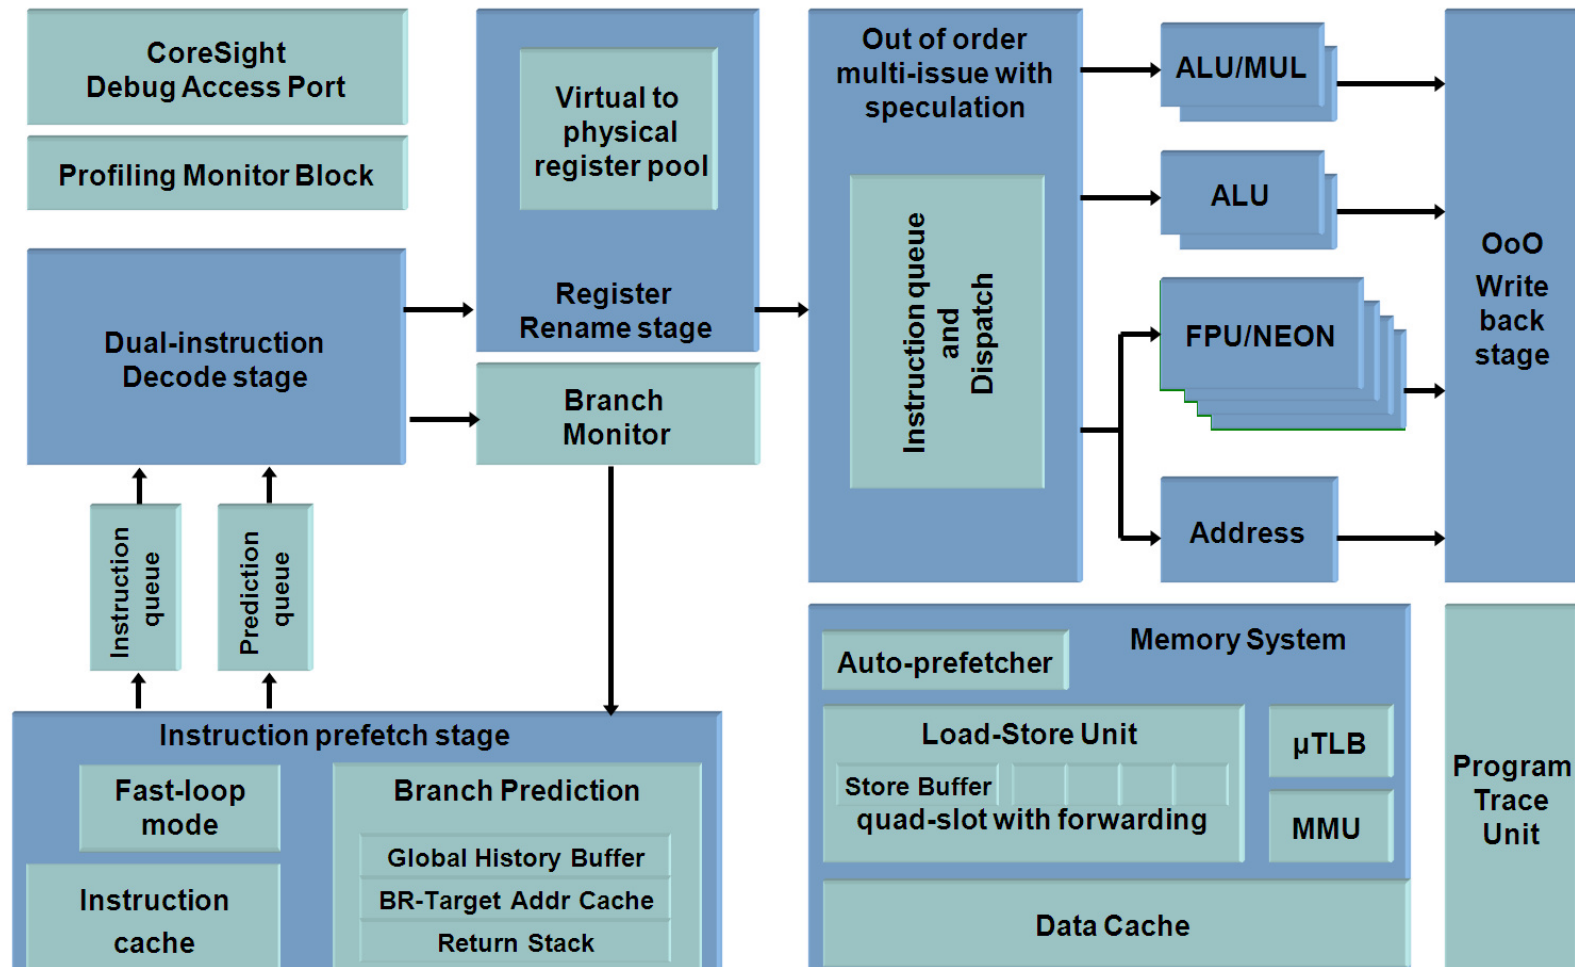 CoreSight
Debug Access Port
Profiling Monitor Block
Dual-instruction
Decode stage
Instruction
queue
Prediction
queue
Virtual to
physical
register pool
Register
Rename stage
Branch
Monitor
Instruction prefetch stage
Fast-loop
mode
Instruction
cache
Branch Prediction
Global History Buffer
BR-Target Addr Cache
Return Stack
Out of order
multi-issue with
speculation
Instruction queue
and
Dispatch
ALU/MUL
ALU
FPU/NEON
Address
OoO
Write
back
stage
Memory System
Auto-prefetcher
Load-Store Unit
Store Buffer
quad-slot with forwarding
µTLB
MMU
Data Cache
Program
Trace
Unit